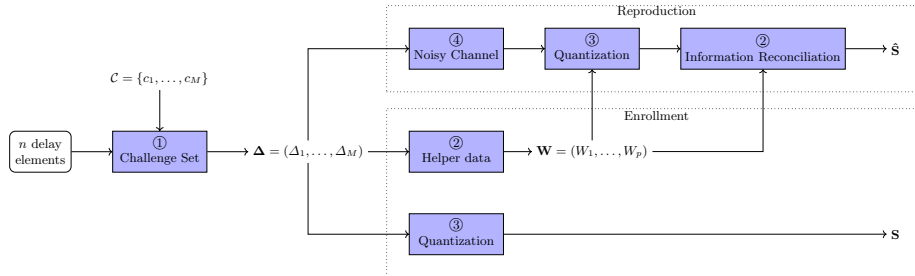 Reproduction
④
Noisy Channel
③
Quantization
②
Information Reconciliation
Ŝ
𝒞 = {c₁, . . . , c_M}
Enrollment
n delay
elements
①
Challenge Set
Δ = (Δ₁, . . . , Δ_M)
②
Helper data
W = (W₁, . . . , W_p)
③
Quantization
S